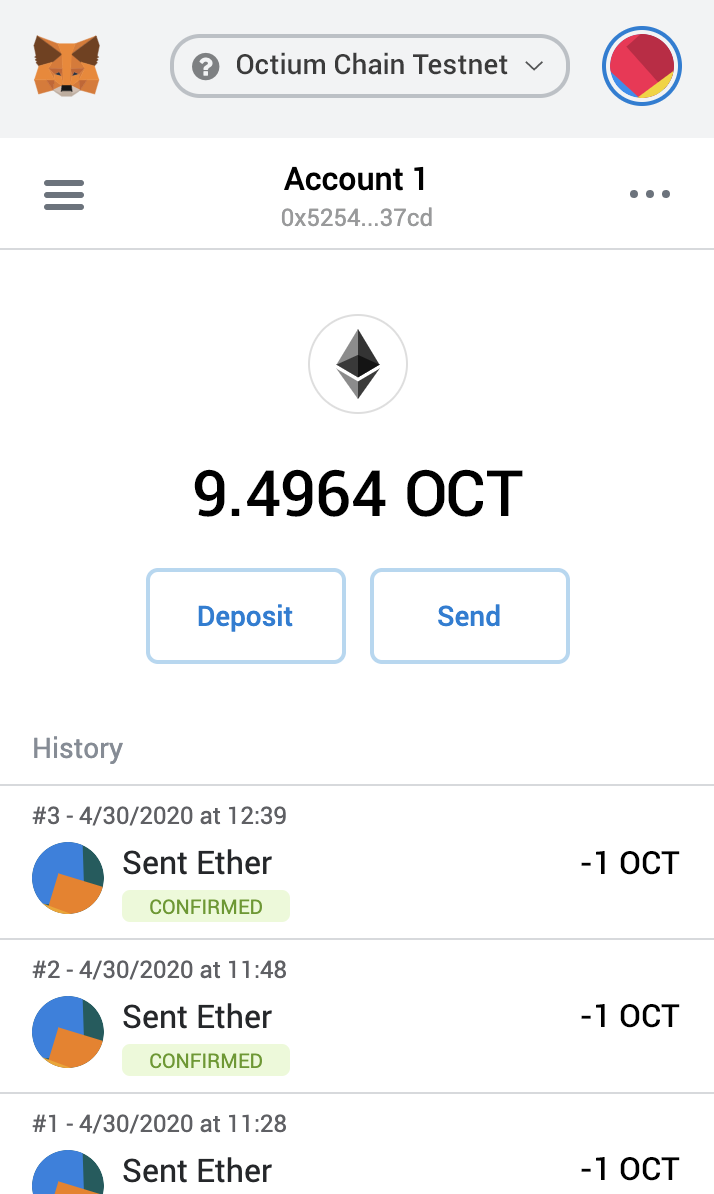 Octium Chain Testnet
Account 1
0x5254...37cd
9.4964 OCT
Deposit
Send
History
#3 - 4/30/2020 at 12:39
Sent Ether
-1 OCT
CONFIRMED
#2 - 4/30/2020 at 11:48
Sent Ether
-1 OCT
CONFIRMED
#1 - 4/30/2020 at 11:28
Sent Ether
-1 OCT